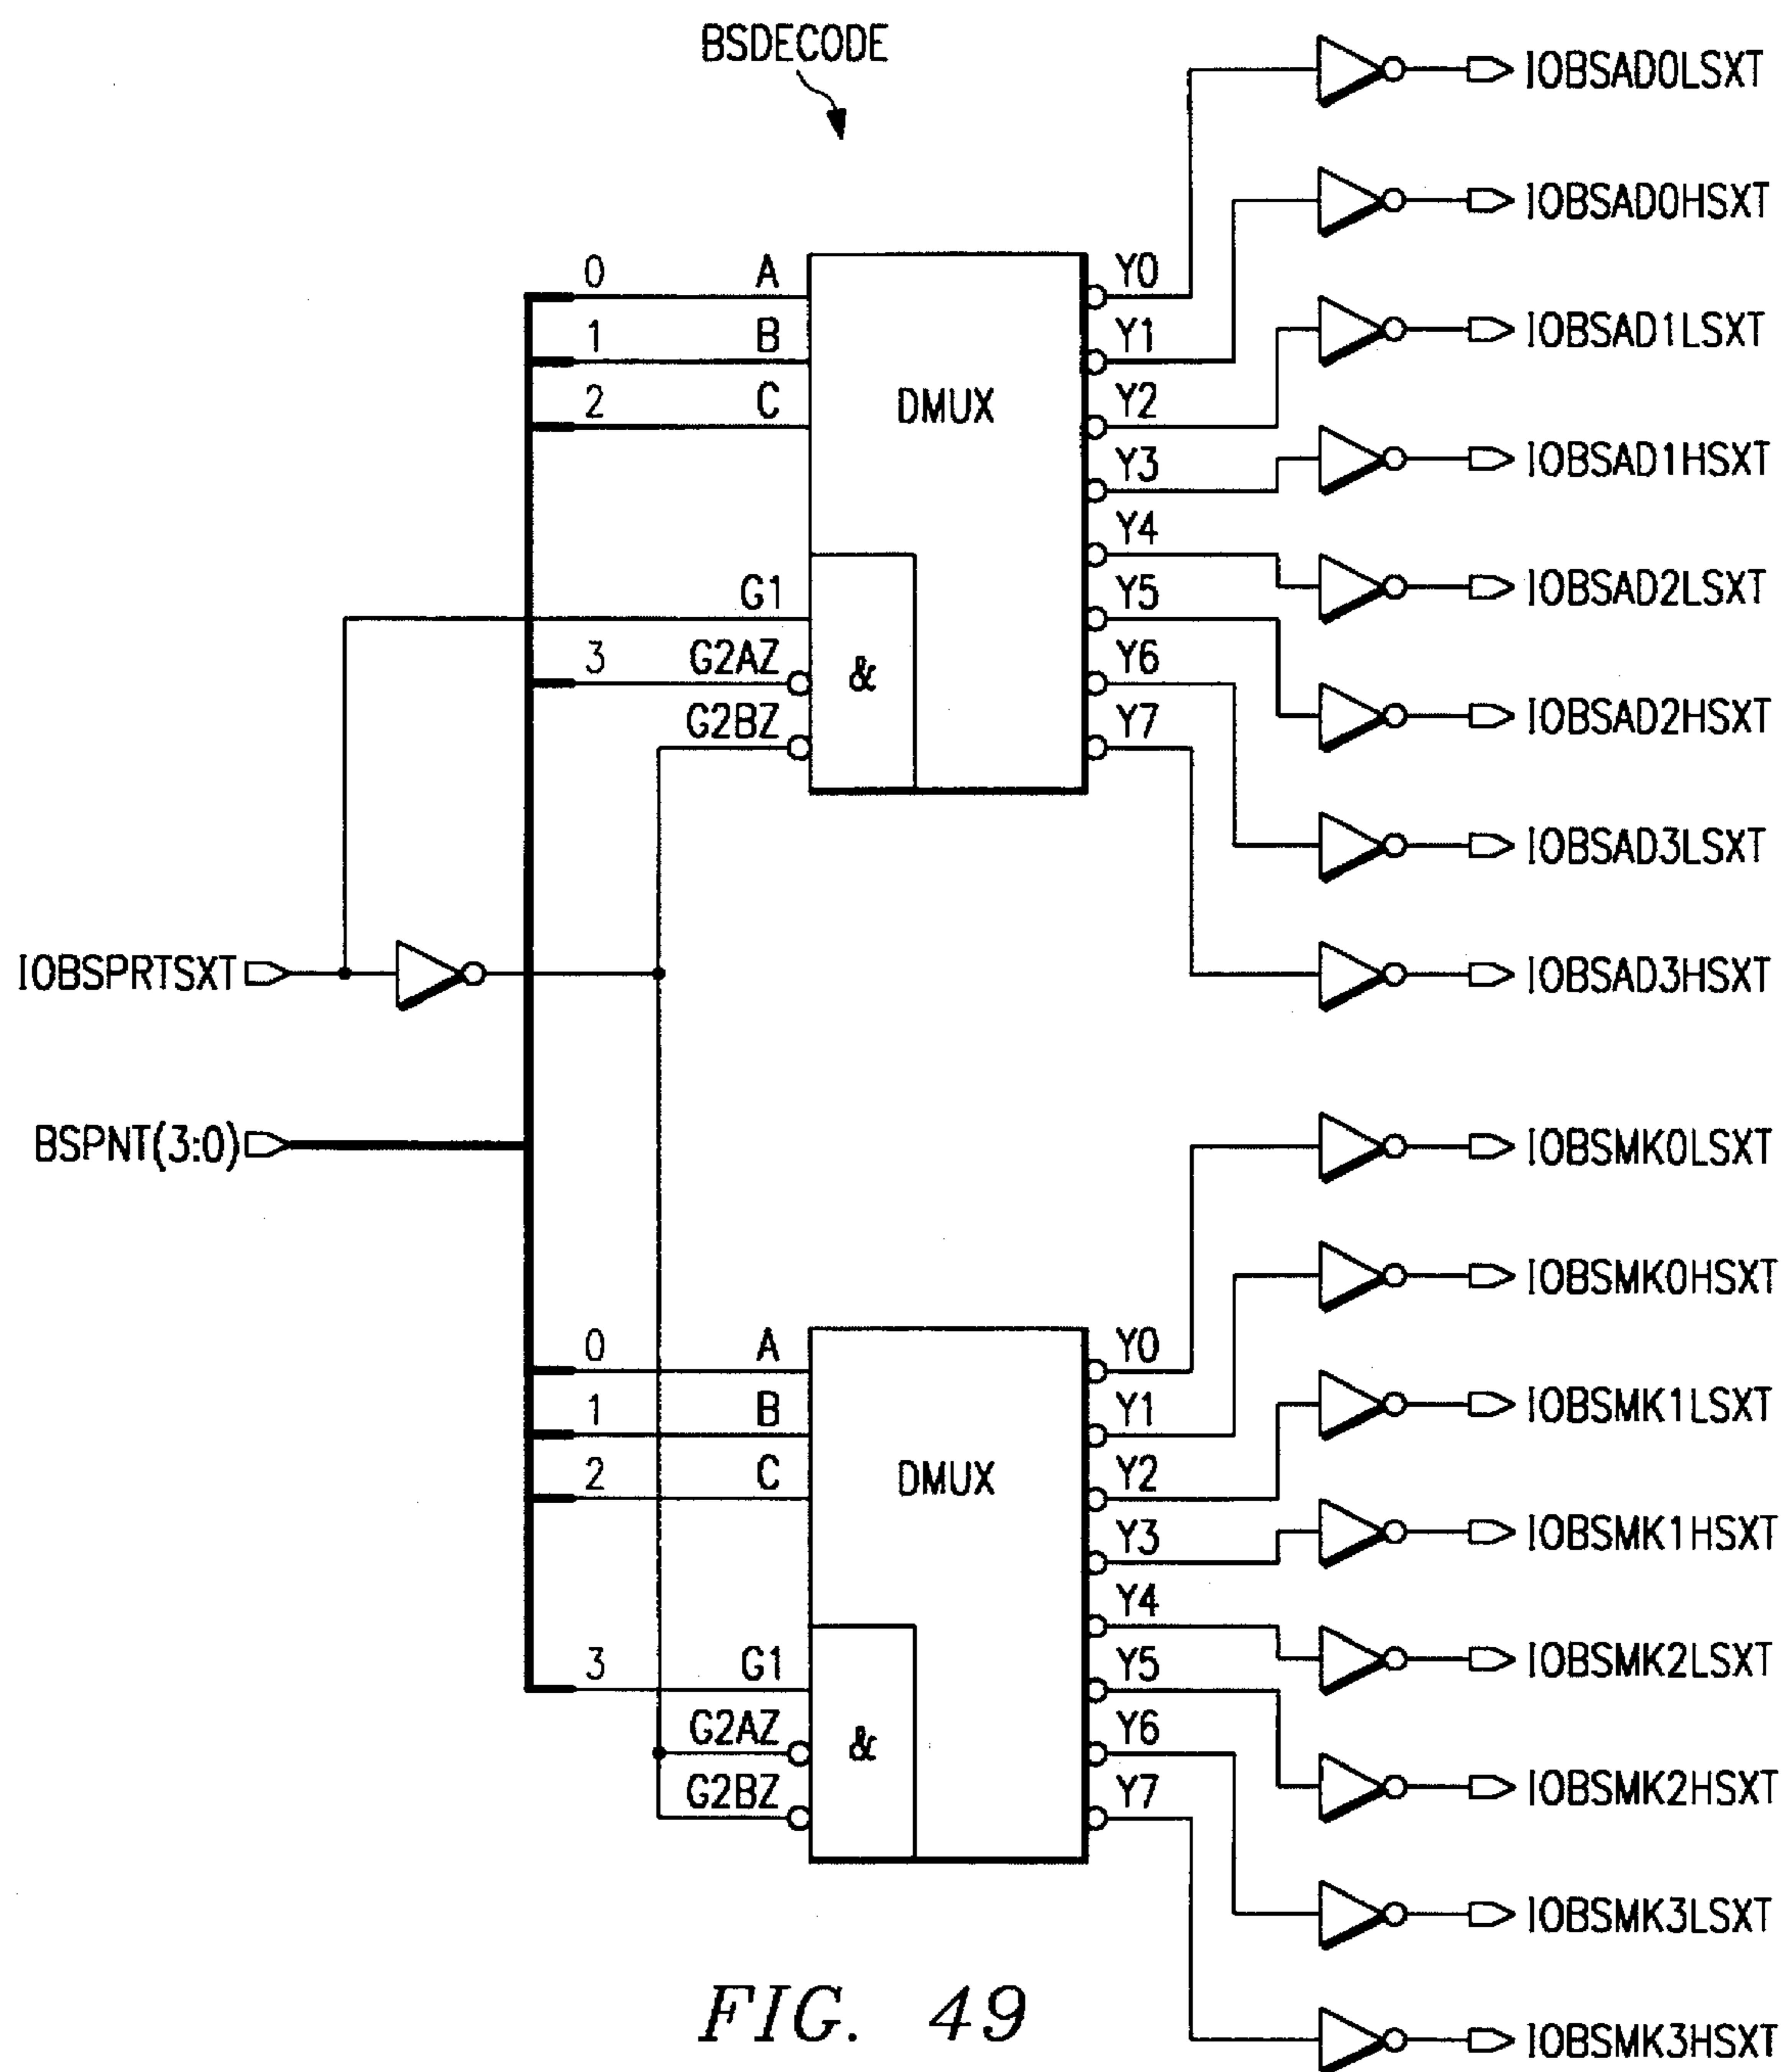 BSDECODE
IOBSAD0LSXT
IOBSAD0HSXT
0 A Y0
1 B Y1
IOBSAD1LSXT
2 C DMUX Y2
Y3
IOBSAD1HSXT
Y4
G1 Y5
IOBSAD2LSXT
3 G2AZ & Y6
G2BZ Y7
IOBSAD2HSXT
IOBSAD3LSXT
IOBSPRTSXT
IOBSAD3HSXT
BSPNT(3:0)
IOBSMK0LSXT
IOBSMK0HSXT
0 A Y0
1 B Y1
IOBSMK1LSXT
2 C DMUX Y2
Y3
IOBSMK1HSXT
Y4
3 G1 Y5
IOBSMK2LSXT
G2AZ & Y6
G2BZ Y7
IOBSMK2HSXT
IOBSMK3LSXT
FIG. 49
IOBSMK3HSXT